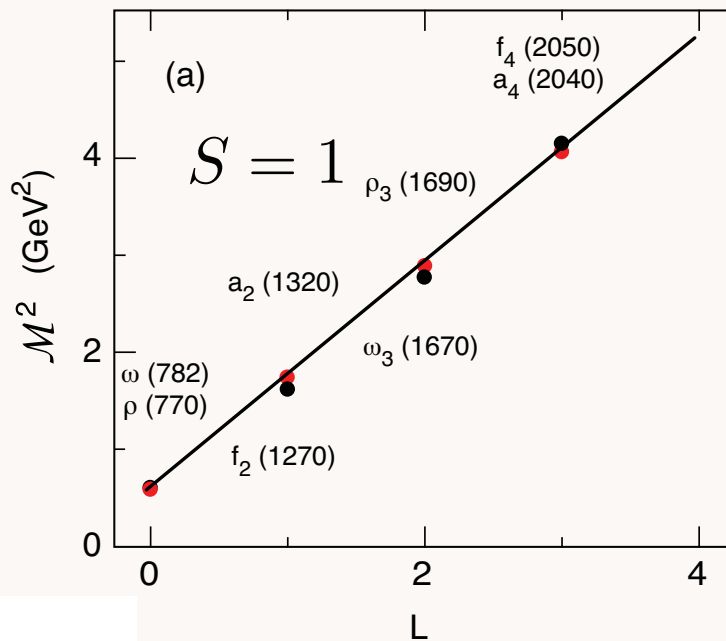 f₄ (2050)
(a)
a₄ (2040)
4
S = 1
ρ₃ (1690)
ℳ² (GeV²)
a₂ (1320)
2
ω₃ (1670)
ω (782)
ρ (770)
f₂ (1270)
0
0 2 4
L